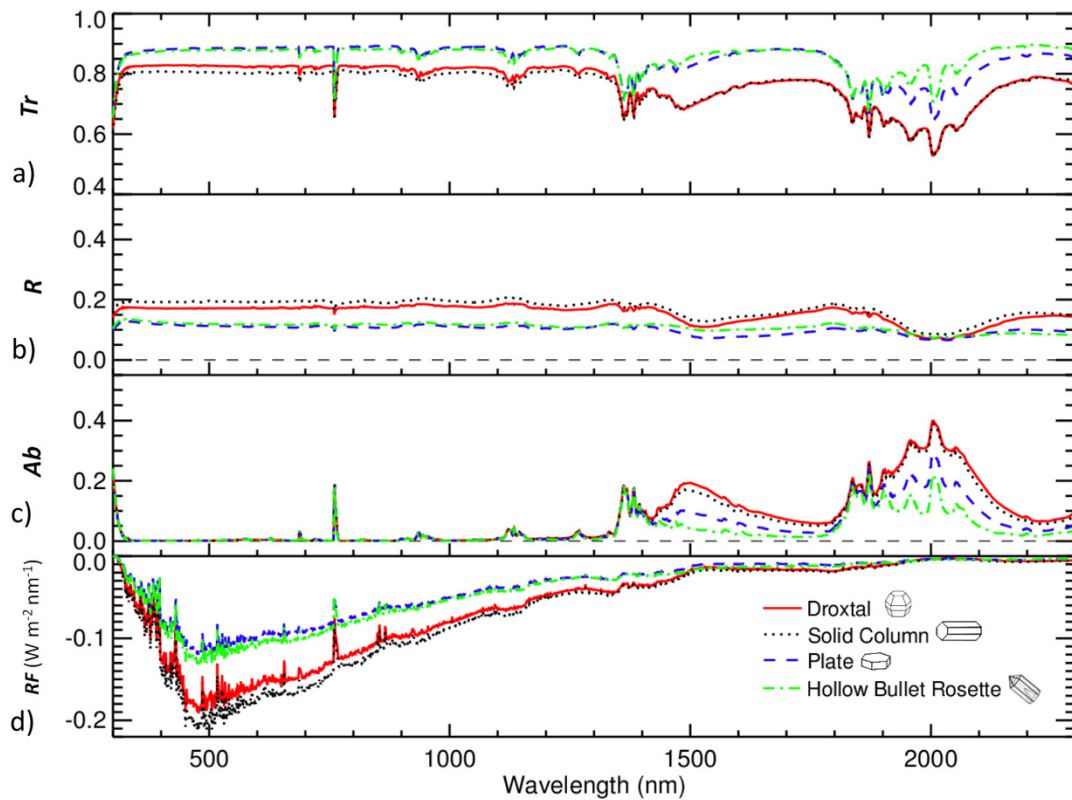 1.0
0.8
Tr
0.6
a)
0.4
0.4
R
0.2
b)
0.0
0.4
Ab
0.2
c)
0.0
0.0
RF (W m-2 nm-1)
-0.1
d)
-0.2
Droxtal
Solid Column
Plate
Hollow Bullet Rosette
500 1000 1500 2000
Wavelength (nm)